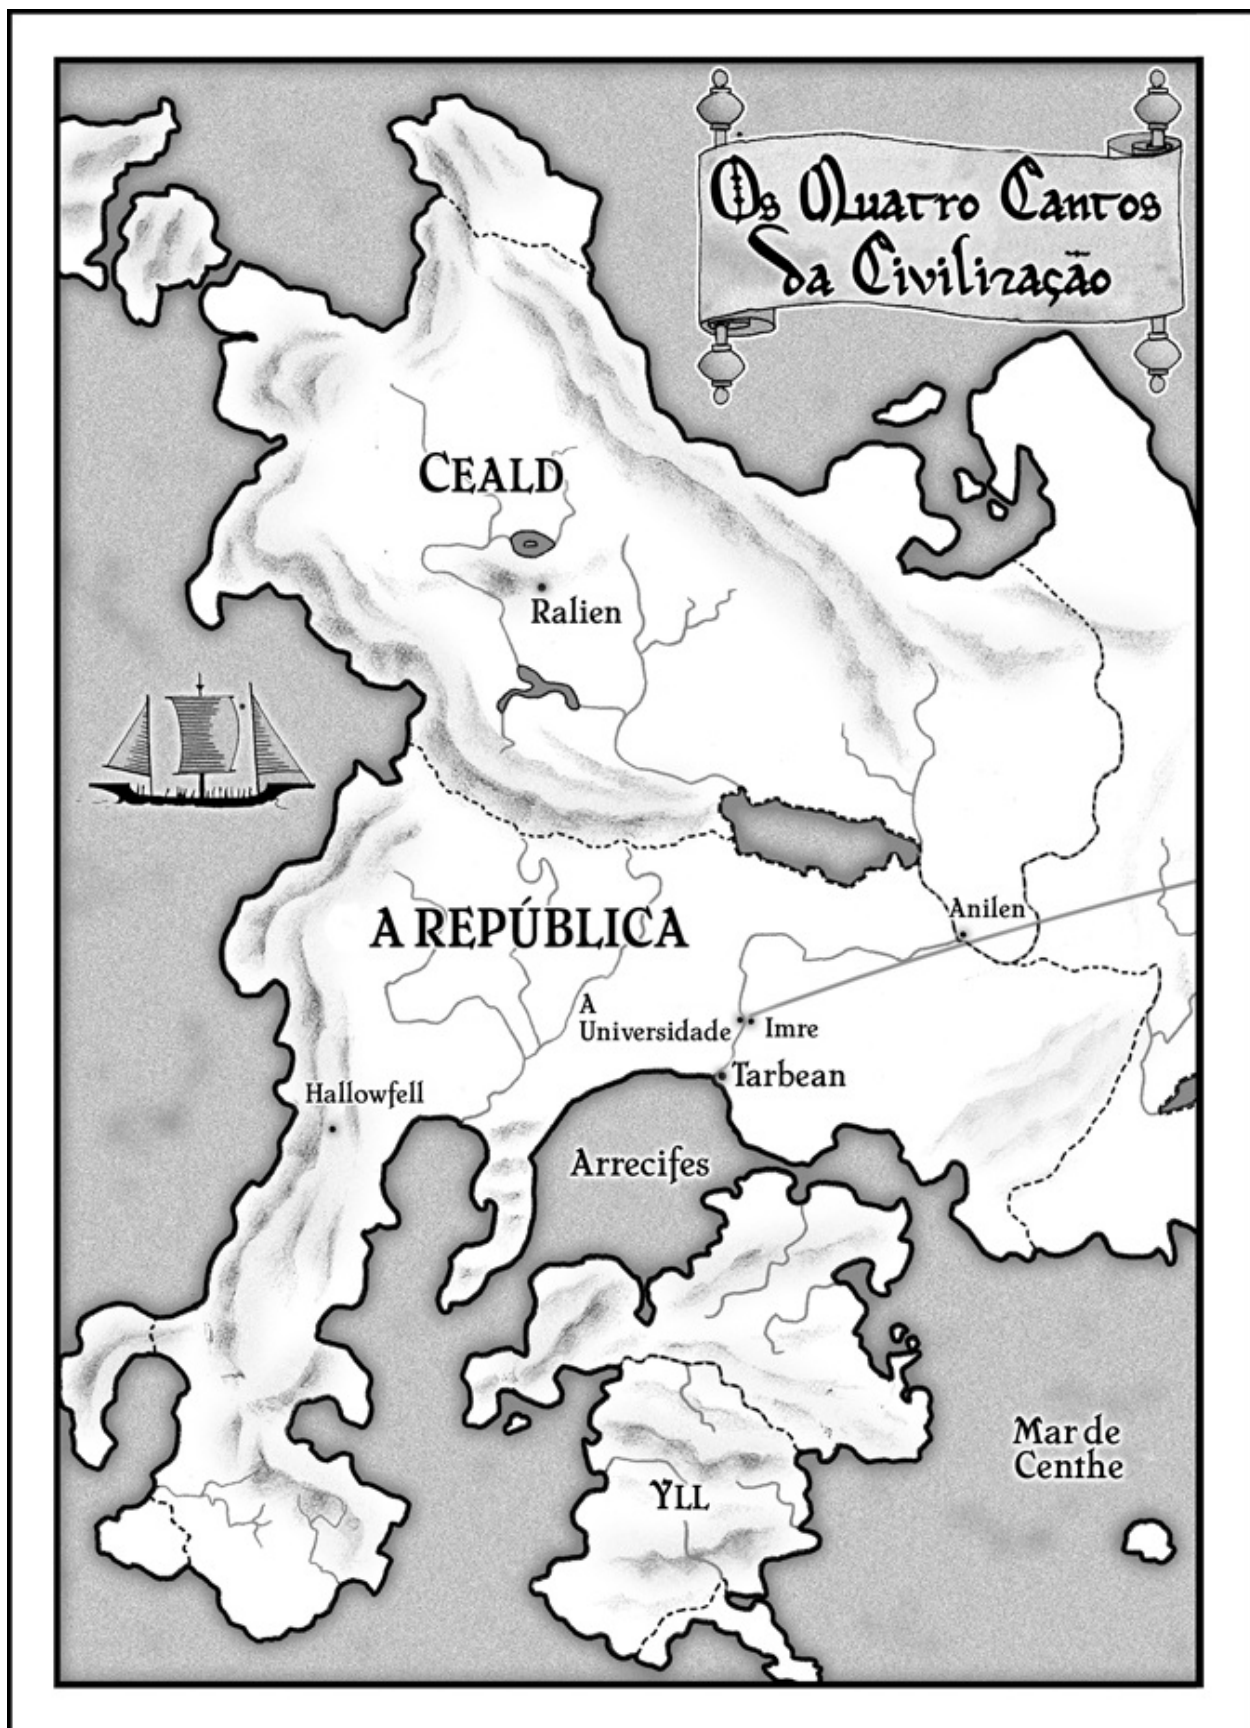 Os Quatro Cantos
da Civilização
CEALD
Ralien
A REPÚBLICA
Anilen
A
Universidade
Imre
Tarbean
Hallowfell
Arrecifes
Mar de
Centhe
YLL